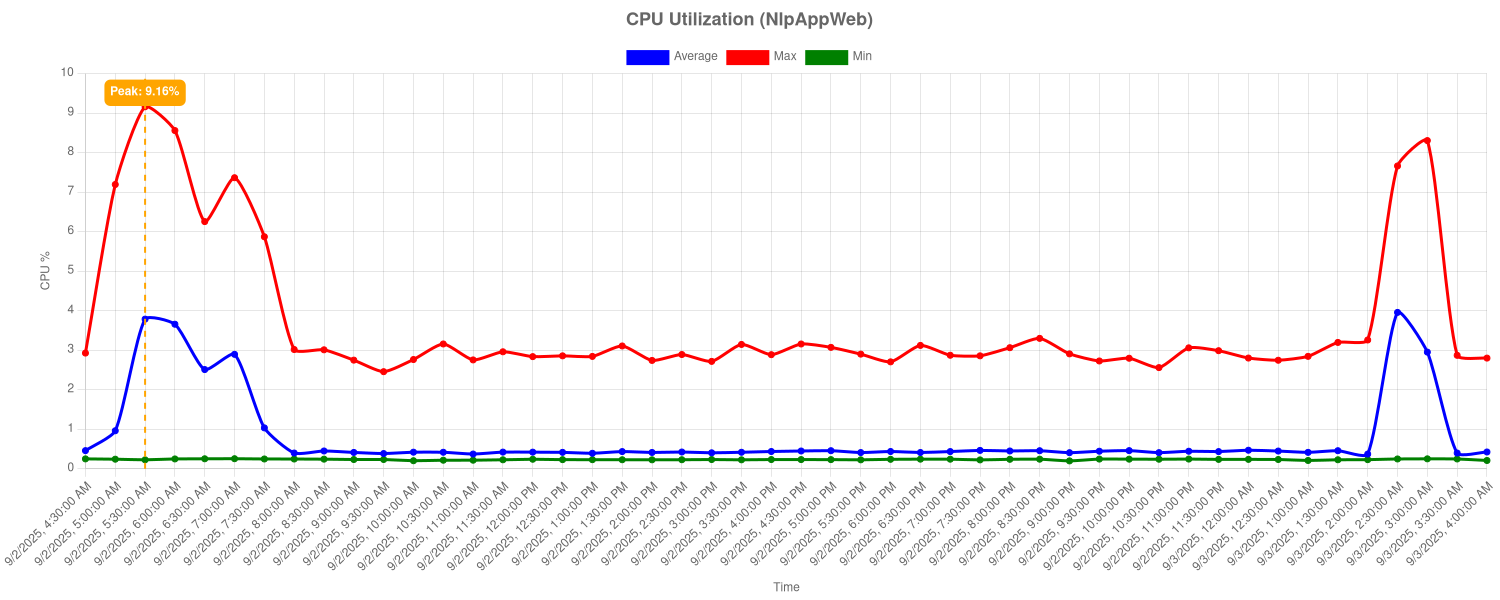 CPU Utilization (NlpAppWeb)
Average Max Min
Peak: 9.16%
10
9
8
7
6
5
4
3
2
1
0
CPU %
9/2/2025, 4:30:00 AM
9/2/2025, 5:00:00 AM
9/2/2025, 5:30:00 AM
9/2/2025, 6:00:00 AM
9/2/2025, 6:30:00 AM
9/2/2025, 7:00:00 AM
9/2/2025, 7:30:00 AM
9/2/2025, 8:00:00 AM
9/2/2025, 8:30:00 AM
9/2/2025, 9:00:00 AM
9/2/2025, 9:30:00 AM
9/2/2025, 10:00:00 AM
9/2/2025, 10:30:00 AM
9/2/2025, 11:00:00 AM
9/2/2025, 11:30:00 AM
9/2/2025, 12:00:00 PM
9/2/2025, 12:30:00 PM
9/2/2025, 1:00:00 PM
9/2/2025, 1:30:00 PM
9/2/2025, 2:00:00 PM
9/2/2025, 2:30:00 PM
9/2/2025, 3:00:00 PM
9/2/2025, 3:30:00 PM
9/2/2025, 4:00:00 PM
9/2/2025, 4:30:00 PM
9/2/2025, 5:00:00 PM
9/2/2025, 5:30:00 PM
9/2/2025, 6:00:00 PM
9/2/2025, 6:30:00 PM
9/2/2025, 7:00:00 PM
9/2/2025, 7:30:00 PM
9/2/2025, 8:00:00 PM
9/2/2025, 8:30:00 PM
9/2/2025, 9:00:00 PM
9/2/2025, 9:30:00 PM
9/2/2025, 10:00:00 PM
9/2/2025, 10:30:00 PM
9/2/2025, 11:00:00 PM
9/2/2025, 11:30:00 PM
9/3/2025, 12:00:00 AM
9/3/2025, 12:30:00 AM
9/3/2025, 1:00:00 AM
9/3/2025, 1:30:00 AM
9/3/2025, 2:00:00 AM
9/3/2025, 2:30:00 AM
9/3/2025, 3:00:00 AM
9/3/2025, 3:30:00 AM
9/3/2025, 4:00:00 AM
Time